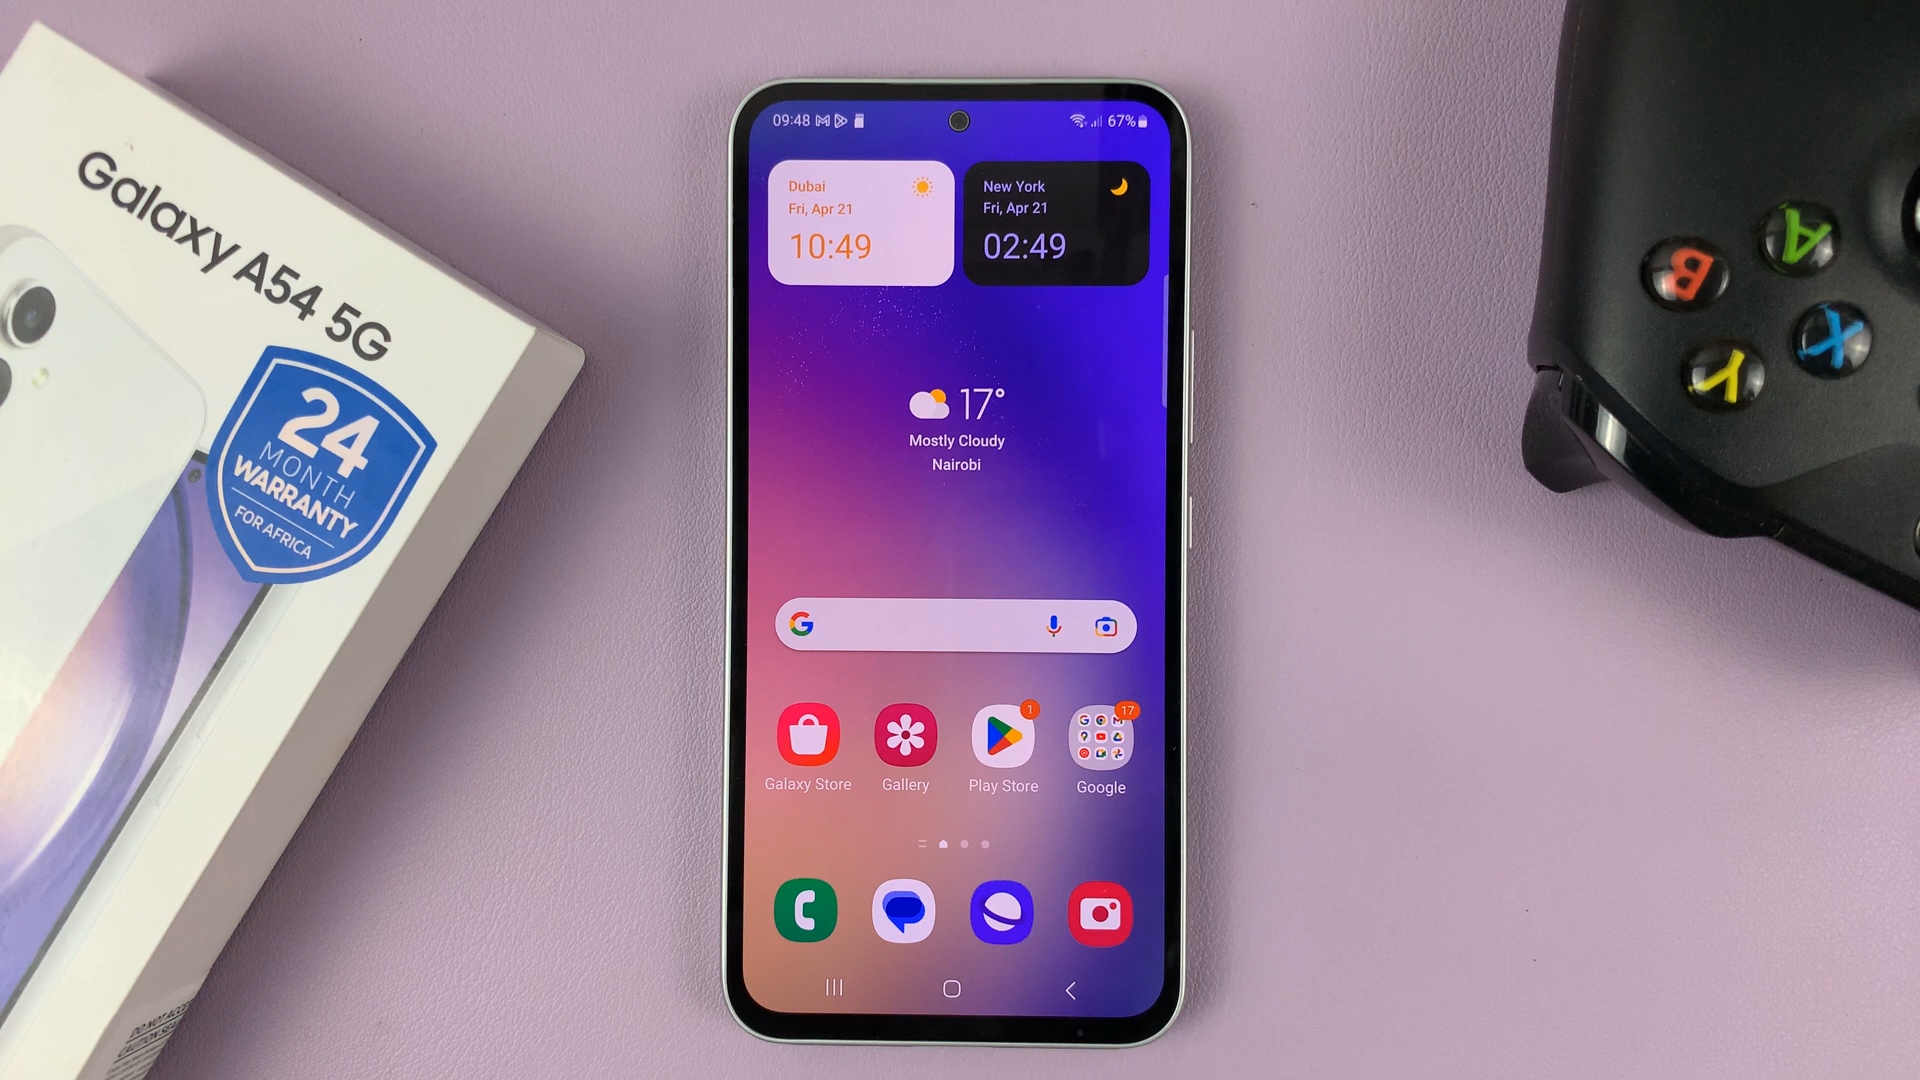 Galaxy A54 5G
24
MONTH
WARRANTY
FOR AFRICA
09:48
67%
Dubai
Fri, Apr 21
10:49
New York
Fri, Apr 21
02:49
17°
Mostly Cloudy
Nairobi
1
17
Galaxy Store
Gallery
Play Store
Google
A
B
X
Y